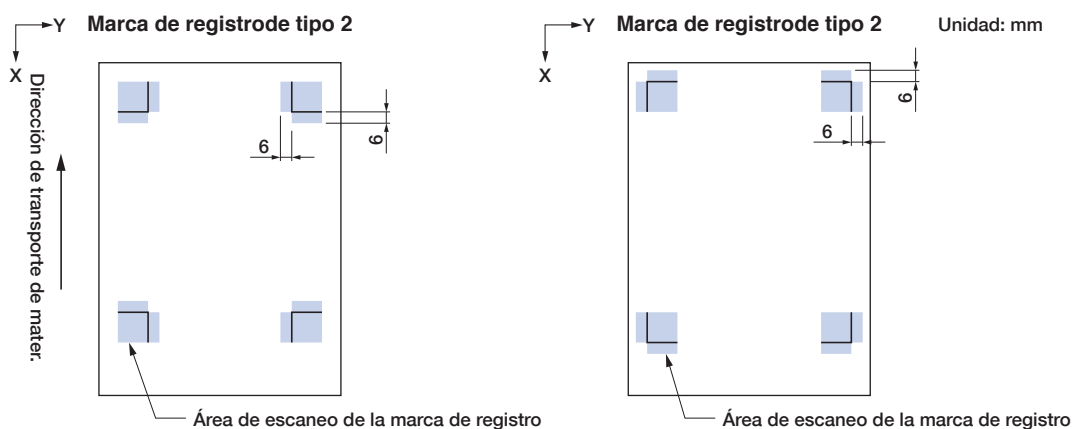 Y Marca de registrode tipo 2
X
Dirección de transporte de mater.
6
6
Área de escaneo de la marca de registro
Y Marca de registrode tipo 2 Unidad: mm
X
6
6
Área de escaneo de la marca de registro